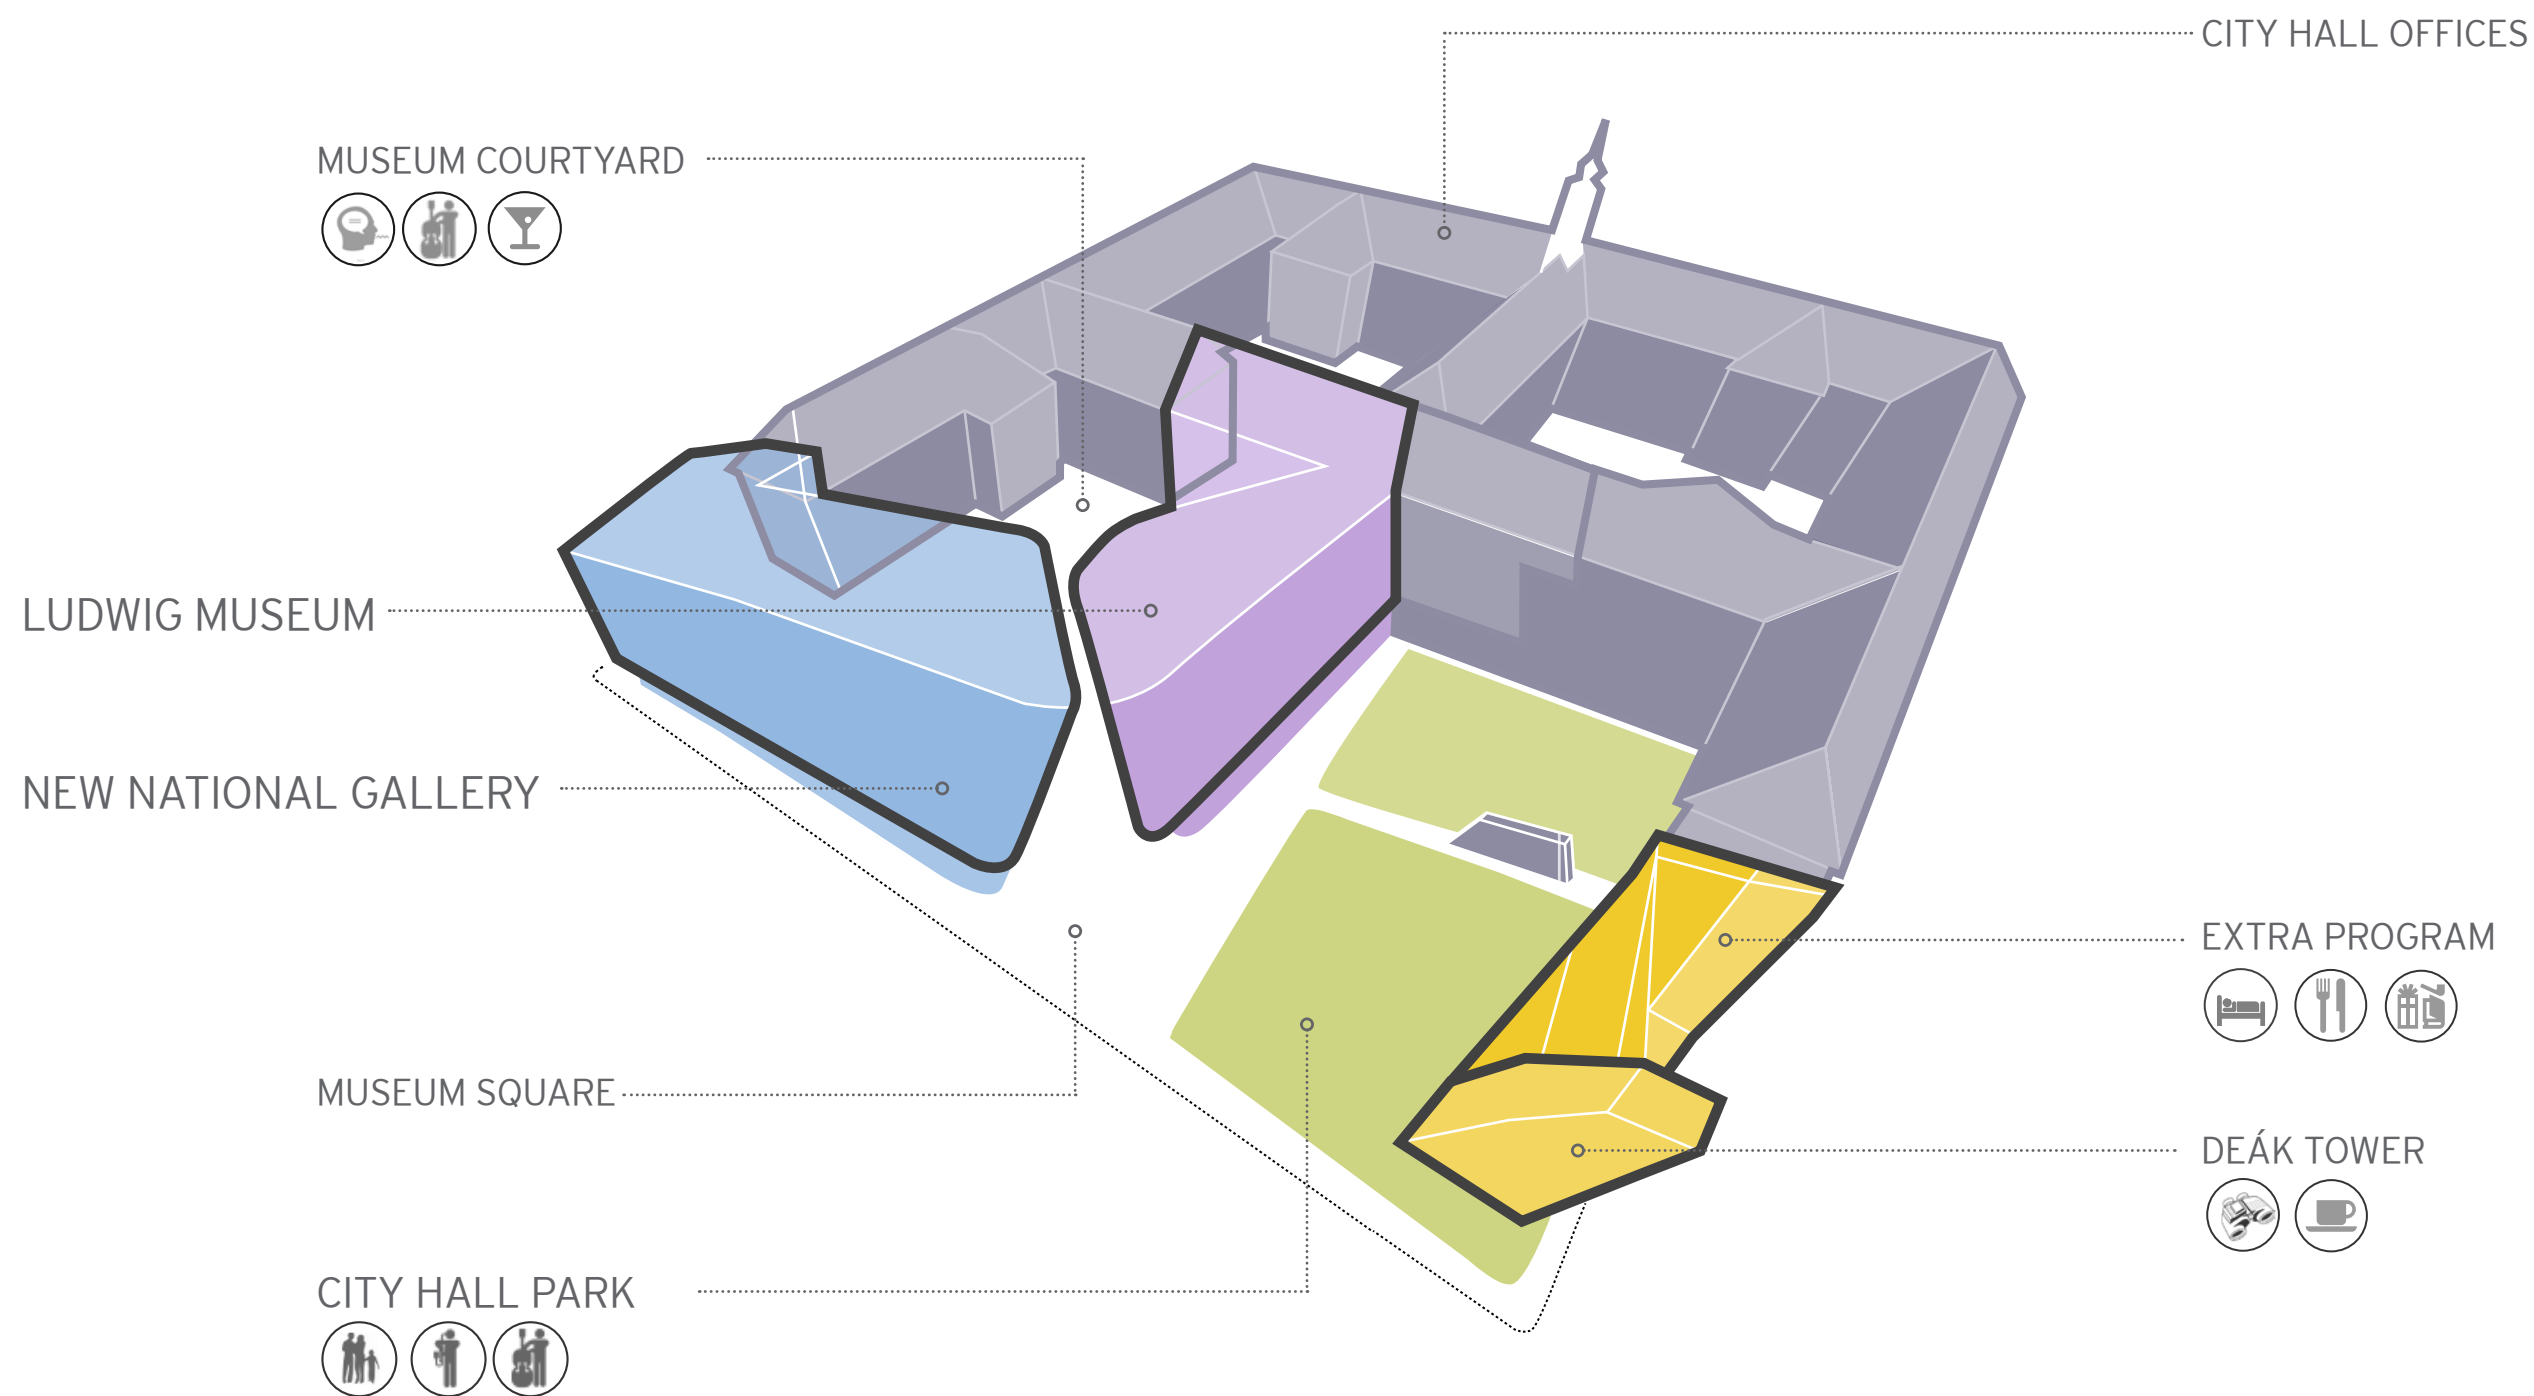 CITY HALL OFFICES
MUSEUM COURTYARD
LUDWIG MUSEUM
NEW NATIONAL GALLERY
EXTRA PROGRAM
MUSEUM SQUARE
DEÁK TOWER
CITY HALL PARK